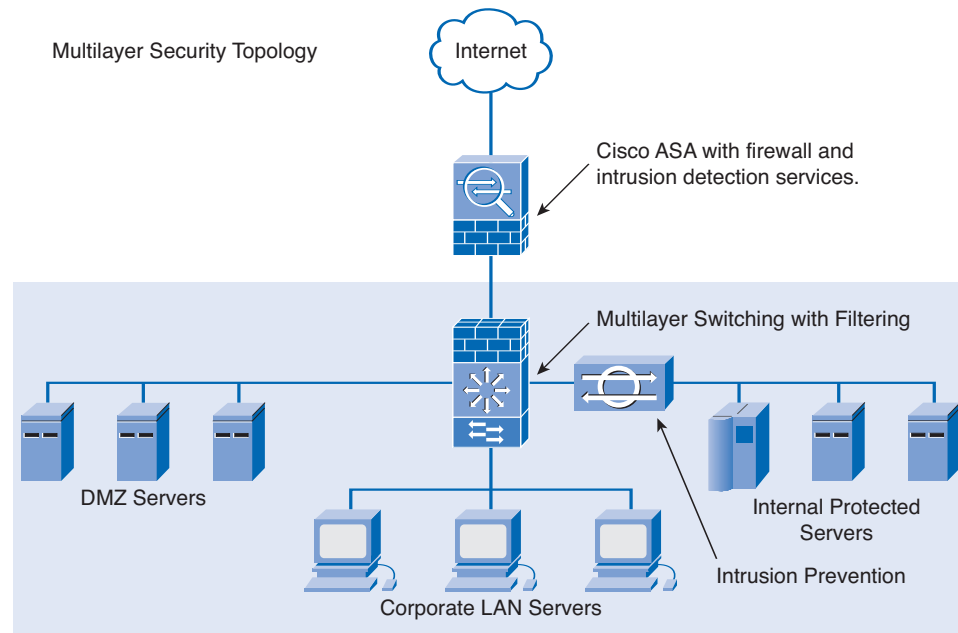 Multilayer Security Topology
Internet
Cisco ASA with firewall and
intrusion detection services.
Multilayer Switching with Filtering
DMZ Servers
Internal Protected
Servers
Intrusion Prevention
Corporate LAN Servers